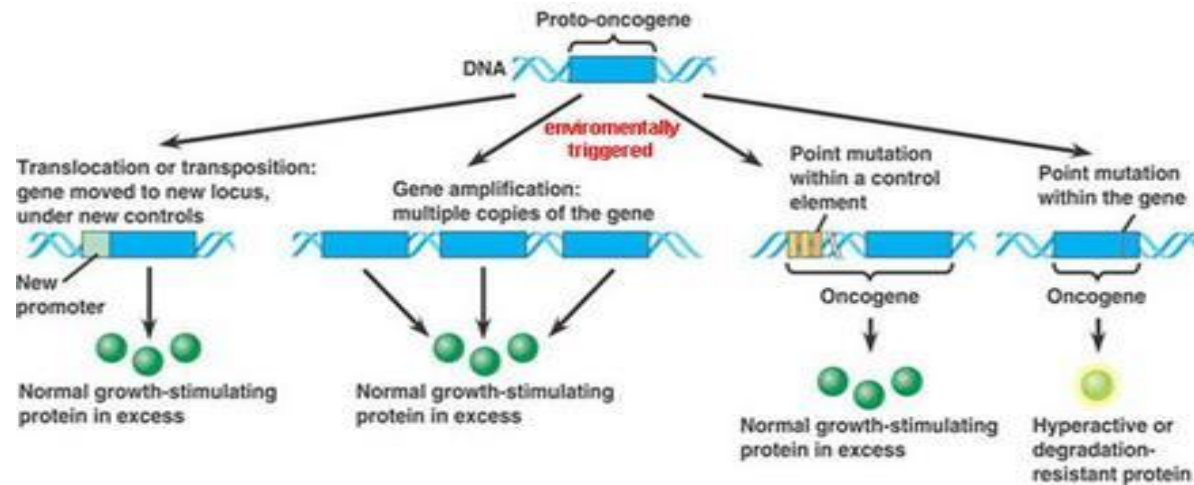 Proto-oncogene
DNA
enviromentally
triggered
Translocation or transposition:
gene moved to new locus,
under new controls
New
promoter
Normal growth-stimulating
protein in excess
Gene amplification:
multiple copies of the gene
Normal growth-stimulating
protein in excess
Point mutation
within a control
element
Oncogene
Normal growth-stimulating
protein in excess
Point mutation
within the gene
Oncogene
Hyperactive or
degradation-
resistant protein